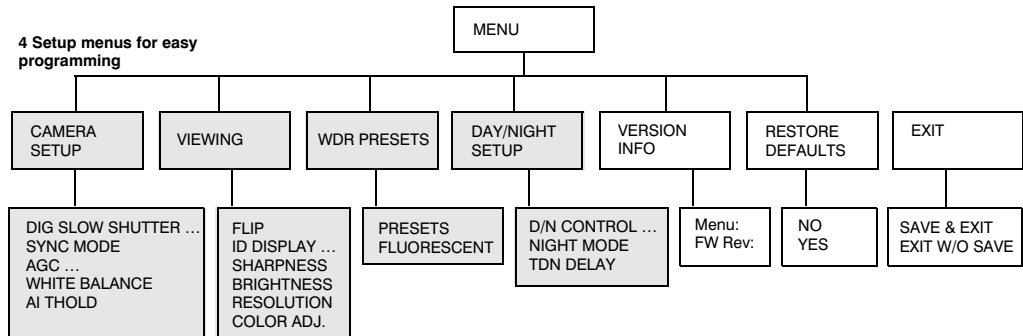 MENU
4 Setup menus for easy
programming
CAMERA
SETUP
VIEWING
WDR PRESETS
DAY/NIGHT
SETUP
VERSION
INFO
RESTORE
DEFAULTS
EXIT
DIG SLOW SHUTTER ...
SYNC MODE
AGC ...
WHITE BALANCE
AI THOLD
FLIP
ID DISPLAY ...
SHARPNESS
BRIGHTNESS
RESOLUTION
COLOR ADJ.
PRESETS
FLUORESCENT
D/N CONTROL ...
NIGHT MODE
TDN DELAY
Menu:
FW Rev:
NO
YES
SAVE & EXIT
EXIT W/O SAVE